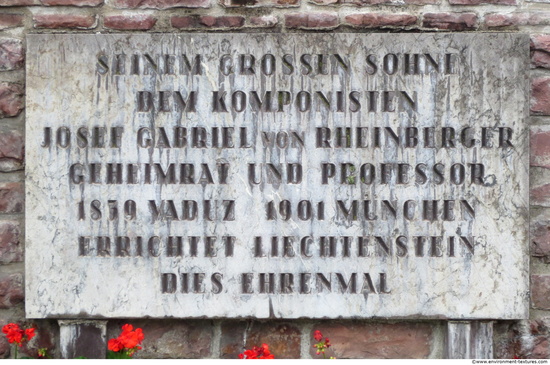 SEINEM GROSSEN SOHNE
DEM KOMPONISTEN
JOSEF GABRIEL VON RHEINBERGER
GEHEIMRAT UND PROFESSOR
1839 VADUZ 1901 MÜNCHEN
ERRICHTET LIECHTENSTEIN
DIES EHRENMAL
©www.environment-textures.com